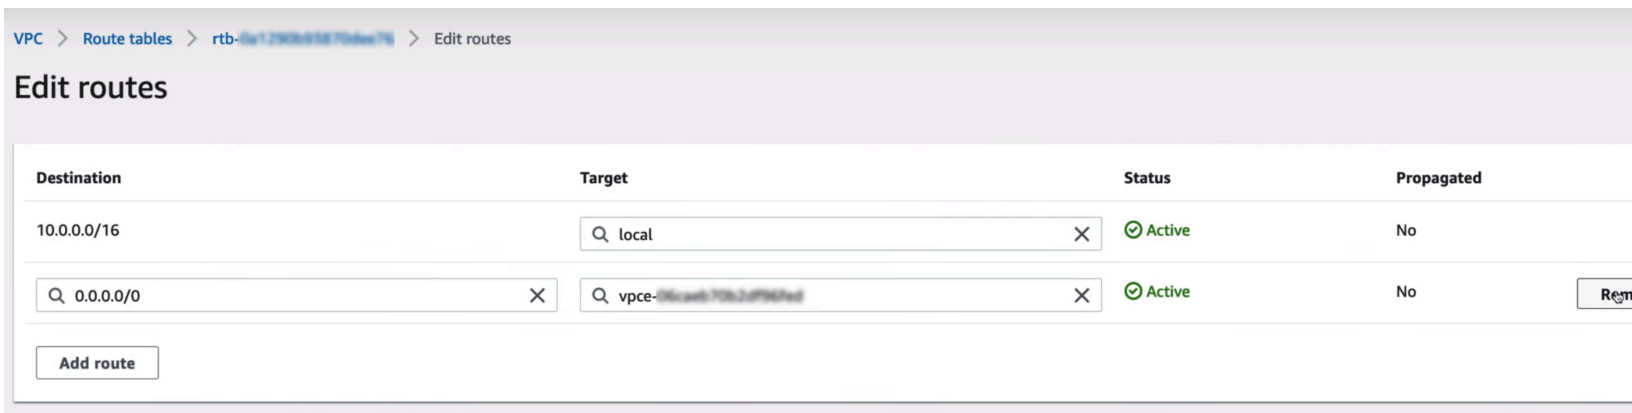 VPC > Route tables > rtb- > Edit routes
Edit routes
Destination Target Status Propagated
10.0.0.0/16 local Active No
0.0.0.0/0 vpce- Active No
Add route